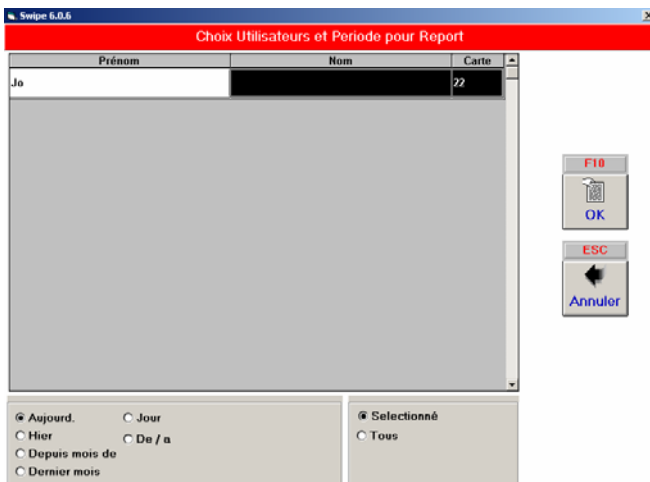 Swipe 6.0.6
Choix Utilisateurs et Periode pour Report
Prénom Nom Carte
Jo 22
F10
OK
ESC
Annuler
Aujourd. Jour
Hier De / a
Depuis mois de
Dernier mois
Selectionné
Tous